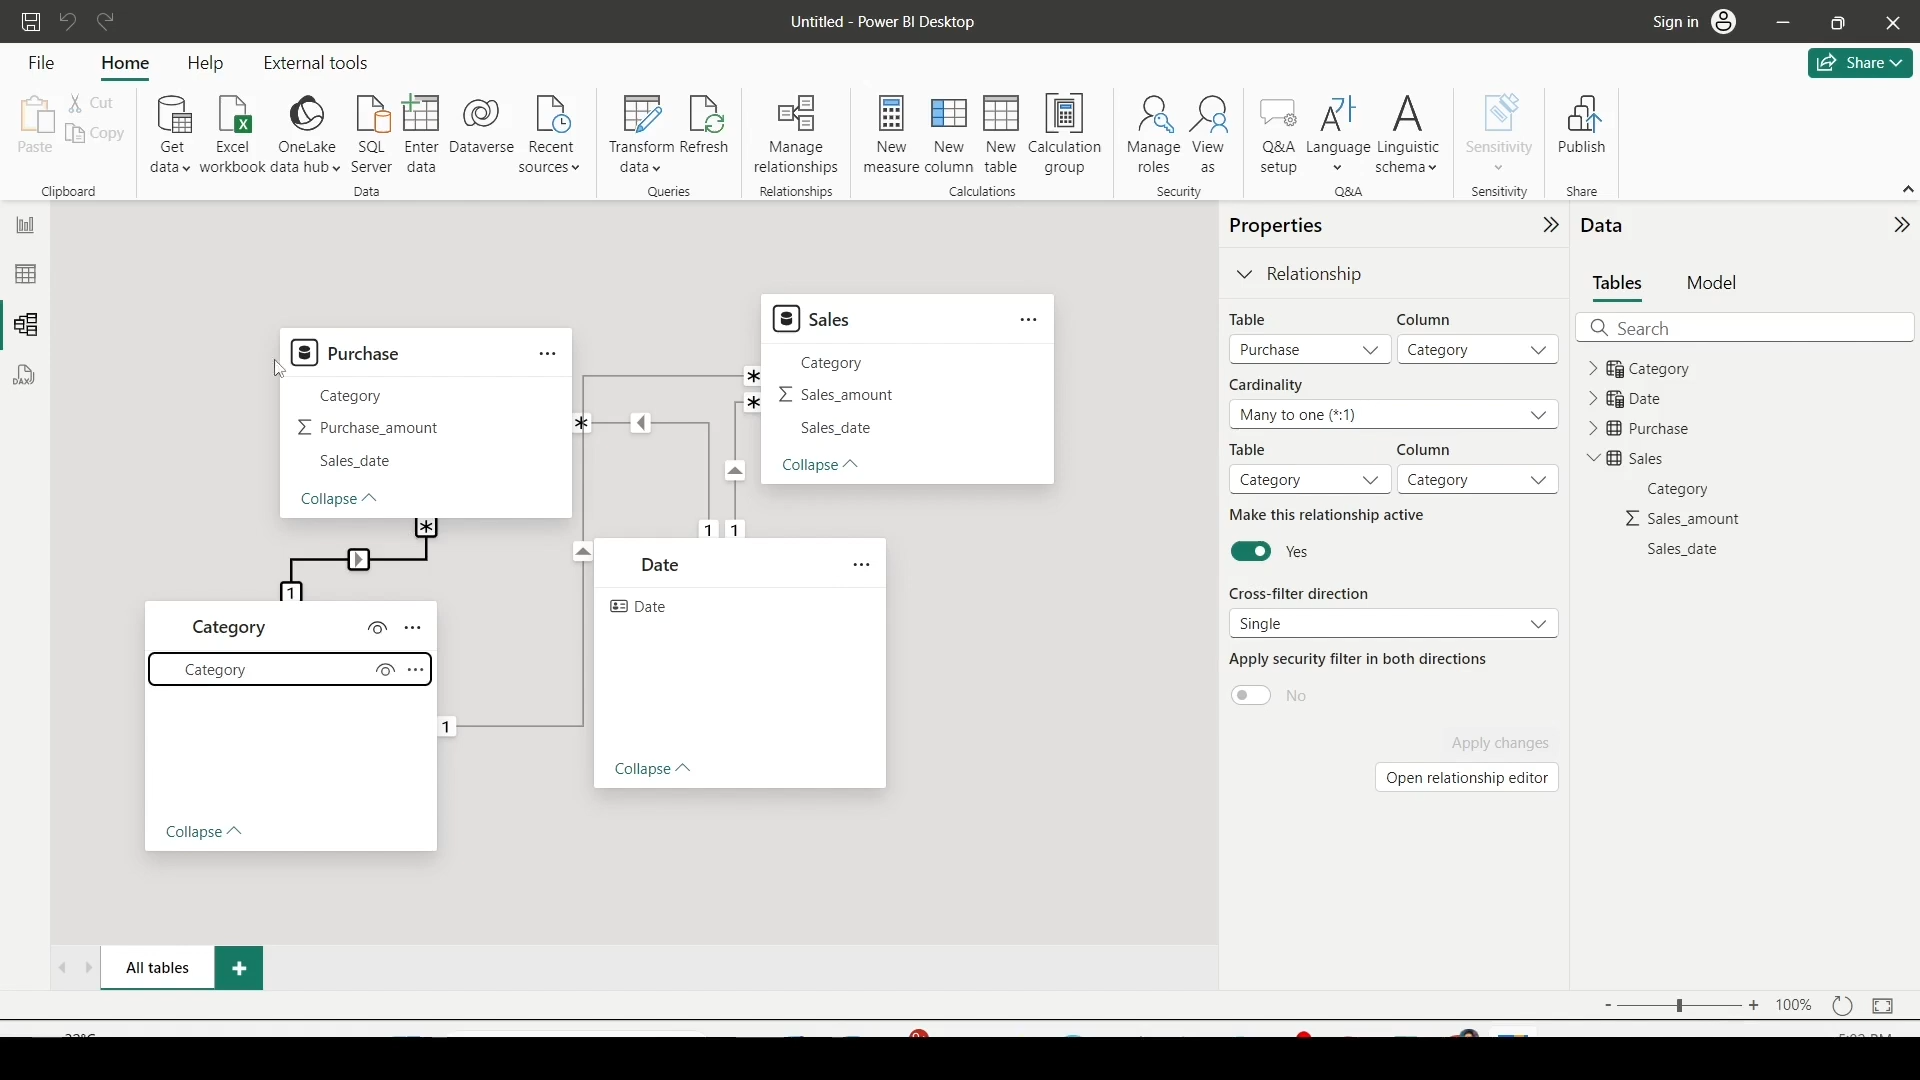 Untitled - Power BI Desktop
Sign in
File
Home
Help
External tools
Share
Paste
Cut
Copy
Clipboard
Get data
Excel workbook
OneLake data hub
SQL Server
Enter data
Dataverse
Recent sources
Data
Transform data
Refresh
Queries
Manage relationships
Relationships
New measure
New column
New table
Calculation group
Calculations
Manage roles
View as
Security
Q&A setup
Language
Linguistic schema
Q&A
Sensitivity
Sensitivity
Publish
Share
DAX
Purchase
Category
Σ Purchase_amount
Sales_date
Collapse
Sales
Category
Σ Sales_amount
Sales_date
Collapse
*
*
*
*
1
1
1
1
Date
Date
Collapse
Category
Category
Collapse
Properties
Relationship
Table
Column
Purchase
Category
Cardinality
Many to one (*:1)
Table
Column
Category
Category
Make this relationship active
Yes
Cross-filter direction
Single
Apply security filter in both directions
No
Apply changes
Open relationship editor
Data
Tables
Model
Search
Category
Date
Purchase
Sales
Category
Σ Sales_amount
Sales_date
All tables
+
- + 100%